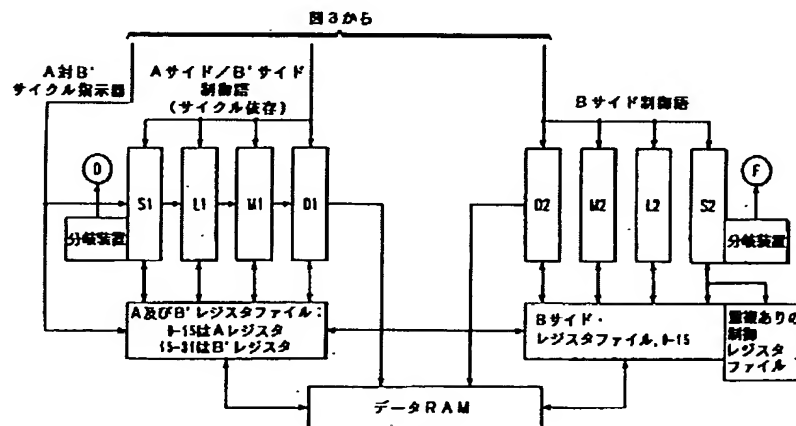 図3から
A対B'
サイクル指示器
Aサイド/B'サイド
制御語
(サイクル依存)
Bサイド制御語
D
S1
L1
M1
D1
D2
M2
L2
S2
F
分岐装置
分岐装置
A及びB'レジスタファイル:
0-15はAレジスタ
15-31はB'レジスタ
Bサイド・
レジスタファイル,0-15
重複ありの
制御
レジスタ
ファイル
データRAM